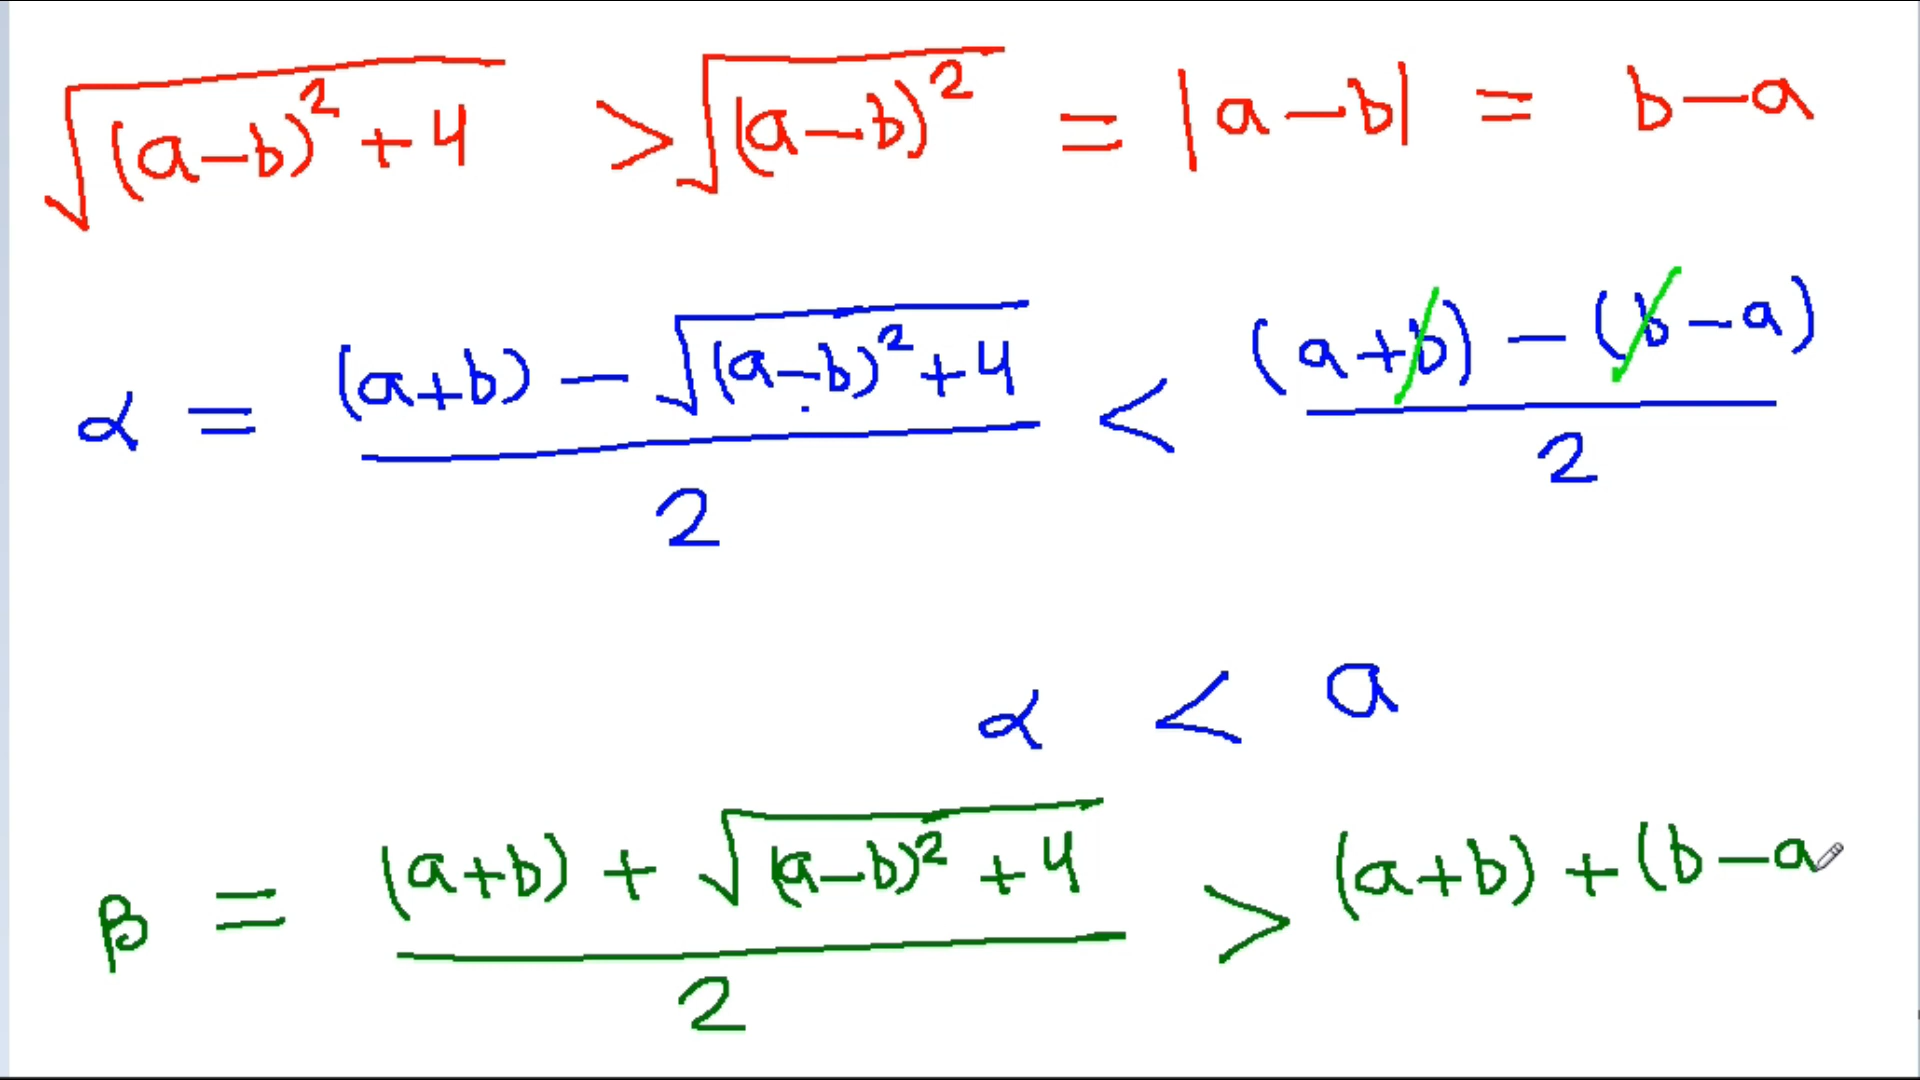 √((a-b)² + 4) > √((a-b)²) = |a-b| = b-a
α = ((a+b) - √((a-b)² + 4))/2 < ((a+b) - (b-a))/2
α < a
β = ((a+b) + √((a-b)² + 4))/2 > (a+b) + (b-a